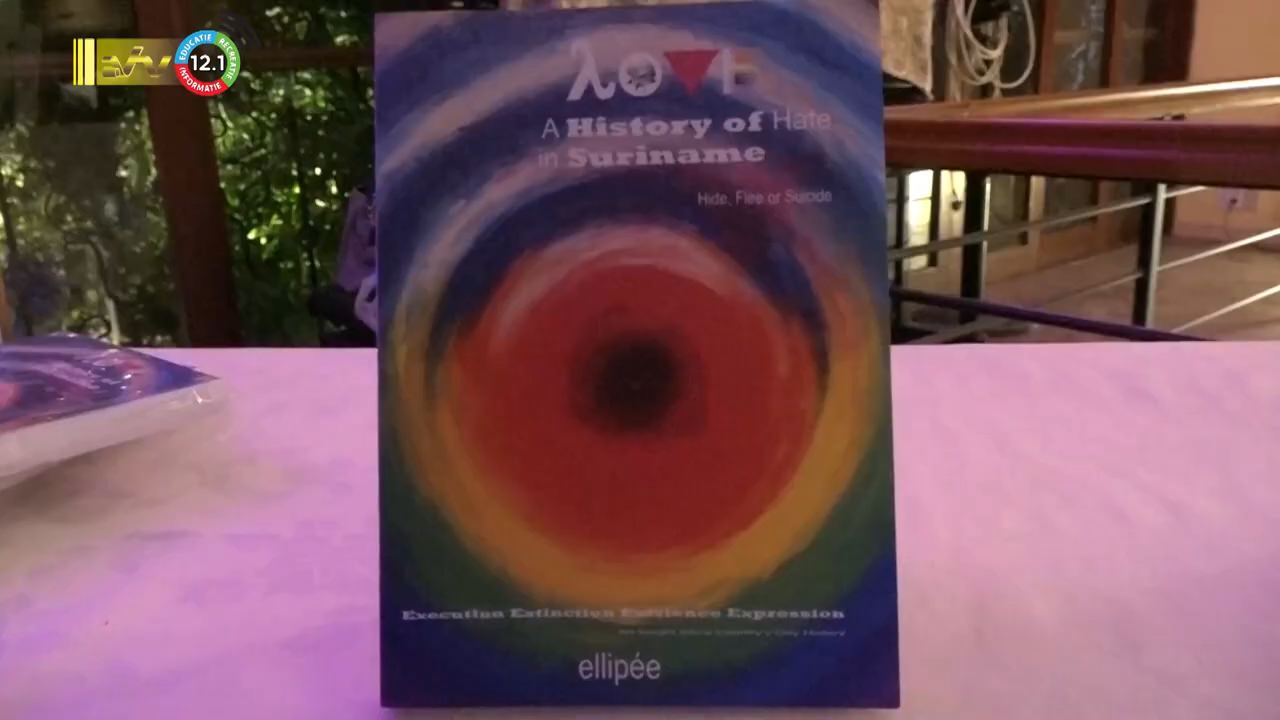 EDUCATIE
RECREATIE
INFORMATIE
12.1
λOVE
A History of Hate
in Suriname
Hide, Flee or Suicide
Execution Extinction Existence Expression
ellipée